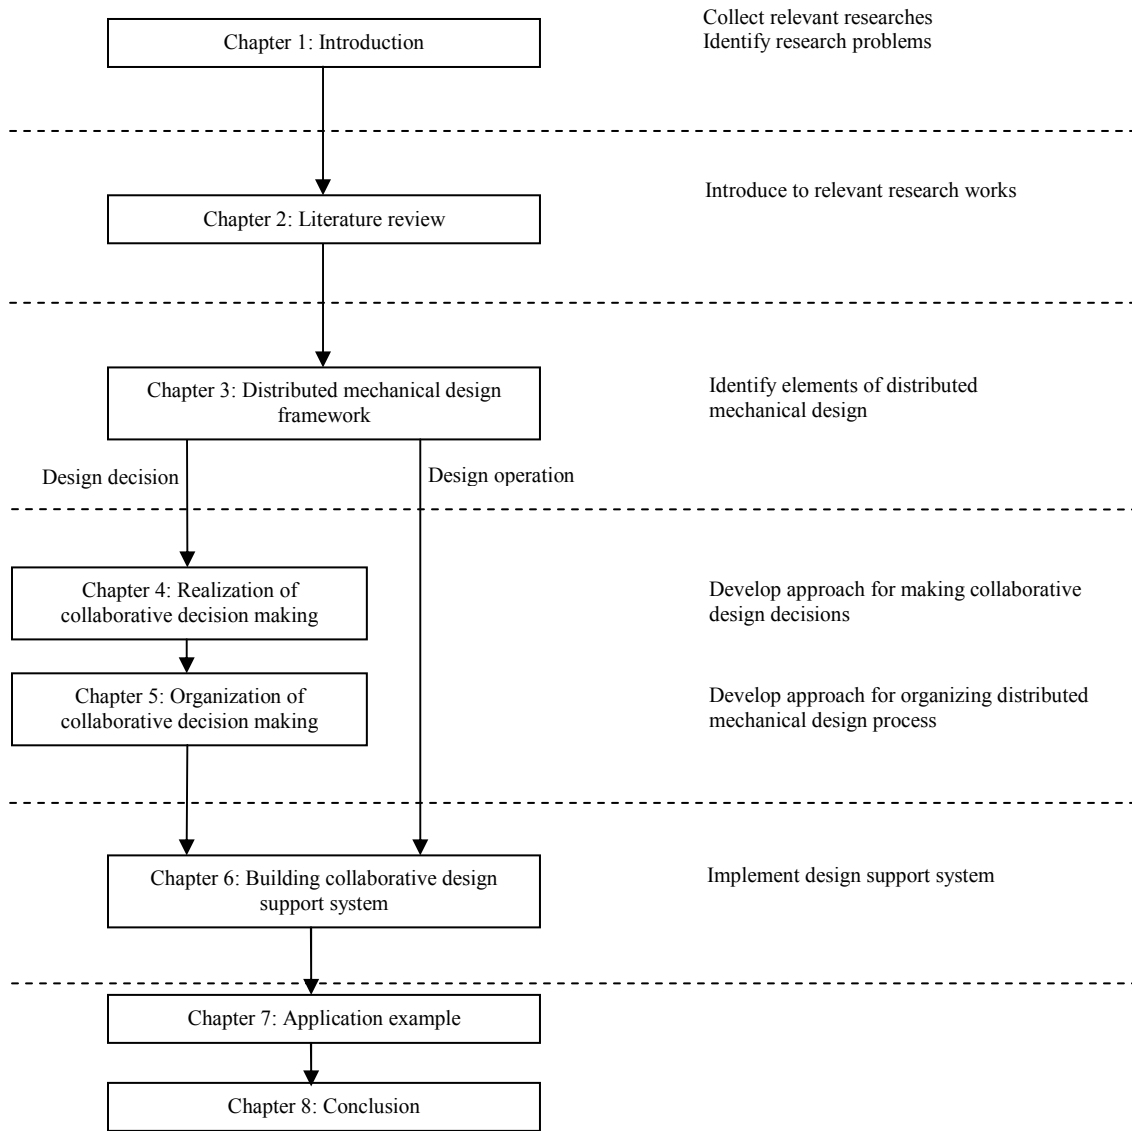 Collect relevant researches
Identify research problems
Chapter 1: Introduction
Introduce to relevant research works
Chapter 2: Literature review
Chapter 3: Distributed mechanical design
framework
Identify elements of distributed
mechanical design
Design decision
Design operation
Chapter 4: Realization of
collaborative decision making
Develop approach for making collaborative
design decisions
Chapter 5: Organization of
collaborative decision making
Develop approach for organizing distributed
mechanical design process
Chapter 6: Building collaborative design
support system
Implement design support system
Chapter 7: Application example
Chapter 8: Conclusion